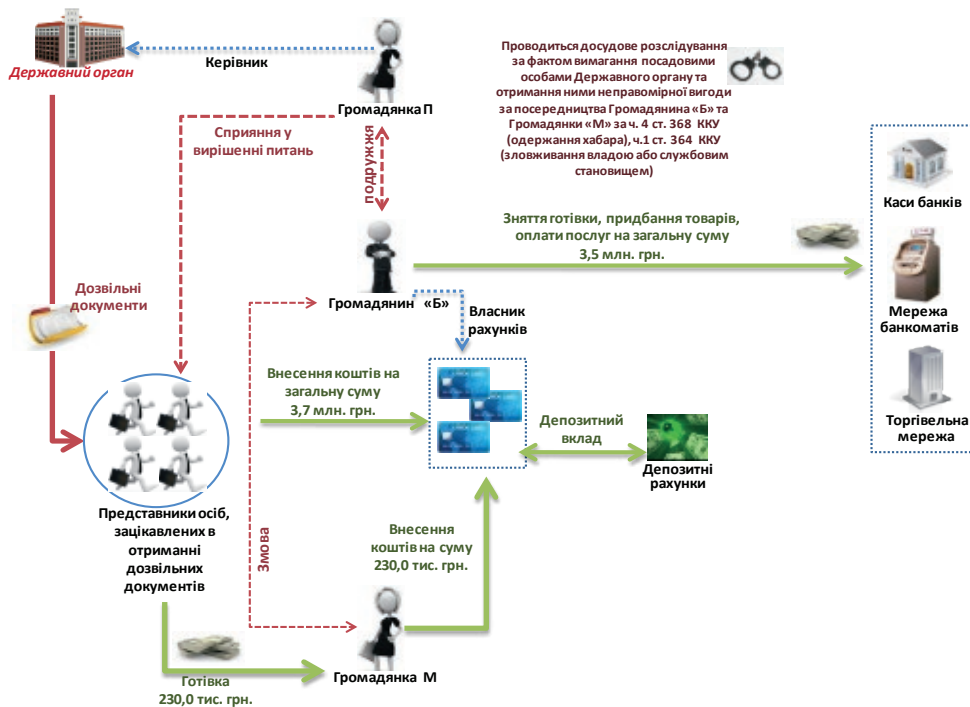 Державний орган
Керівник
Громадянка П
Проводиться досудове розслідування
за фактом вимагання посадовими
особами Державного органу та
отримання ними неправомірної вигоди
за посередництва Громадянина «Б» та
Громадянки «М» за ч. 4 ст. 368 ККУ
(одержання хабара), ч.1 ст. 364 ККУ
(зловживання владою або службовим
становищем)
Сприяння у
вирішенні питань
подружжя
Каси банків
Зняття готівки, придбання товарів,
оплати послуг на загальну суму
3,5 млн. грн.
Дозвільні
документи
Громадянин «Б»
Власник
рахунків
Мережа
банкоматів
Внесення коштів на
загальну суму
3,7 млн. грн.
Депозитний
вклад
Депозитні
рахунки
Торгівельна
мережа
Представники осіб,
зацікавлених в
отриманні
дозвільних
документів
Змова
Внесення
коштів на суму
230,0 тис. грн.
Громадянка М
Готівка
230,0 тис. грн.